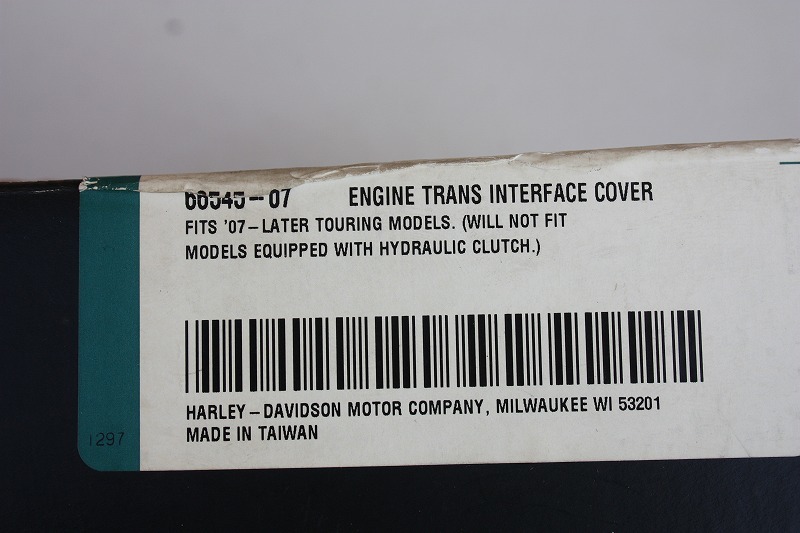 ENGINE TRANS INTERFACE COVER
FITS '07–LATER TOURING MODELS. (WILL NOT FIT
MODELS EQUIPPED WITH HYDRAULIC CLUTCH.)
HARLEY–DAVIDSON MOTOR COMPANY, MILWAUKEE WI 53201
MADE IN TAIWAN
1297